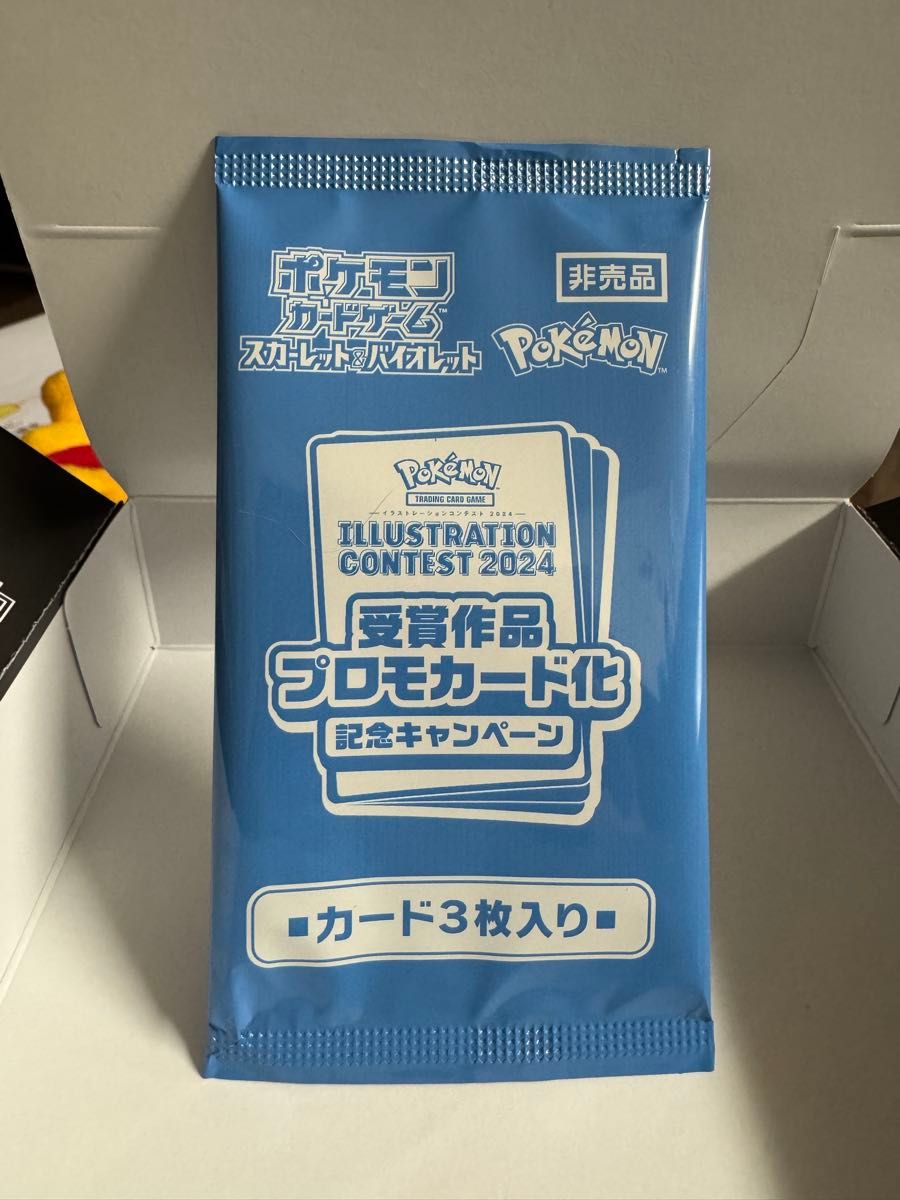 ポケモン
カードゲーム™
スカーレット&バイオレット
非売品
POKéMON™
POKéMON
TRADING CARD GAME
イラストレーションコンテスト 2024
ILLUSTRATION
CONTEST 2024
受賞作品
プロモカード化
記念キャンペーン
■カード3枚入り■